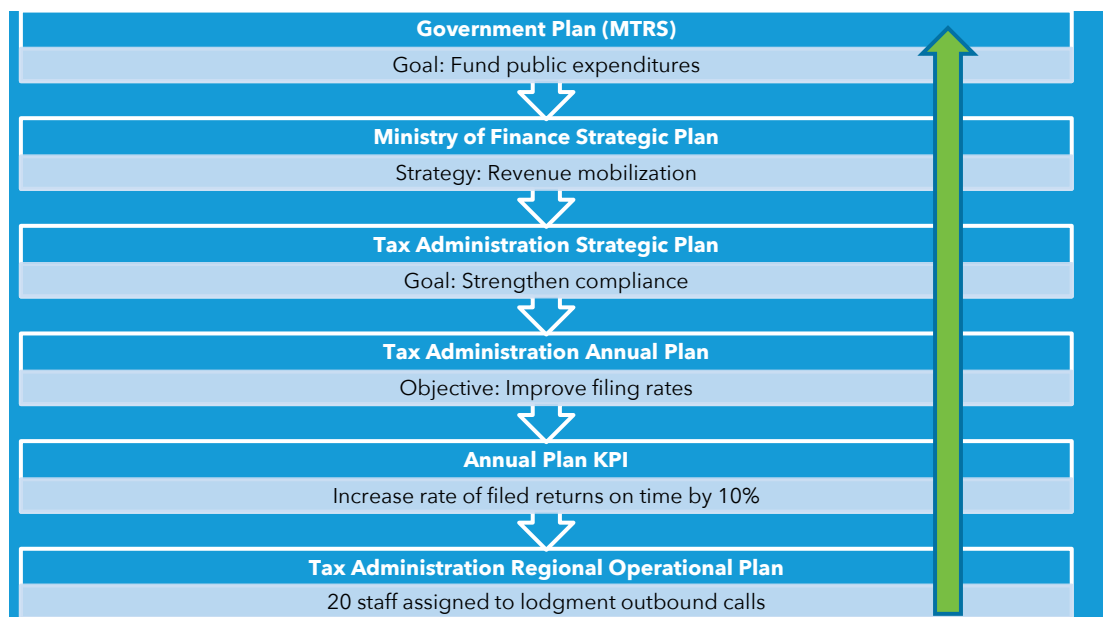 Government Plan (MTRS)
Goal: Fund public expenditures
Ministry of Finance Strategic Plan
Strategy: Revenue mobilization
Tax Administration Strategic Plan
Goal: Strengthen compliance
Tax Administration Annual Plan
Objective: Improve filing rates
Annual Plan KPI
Increase rate of filed returns on time by 10%
Tax Administration Regional Operational Plan
20 staff assigned to lodgment outbound calls